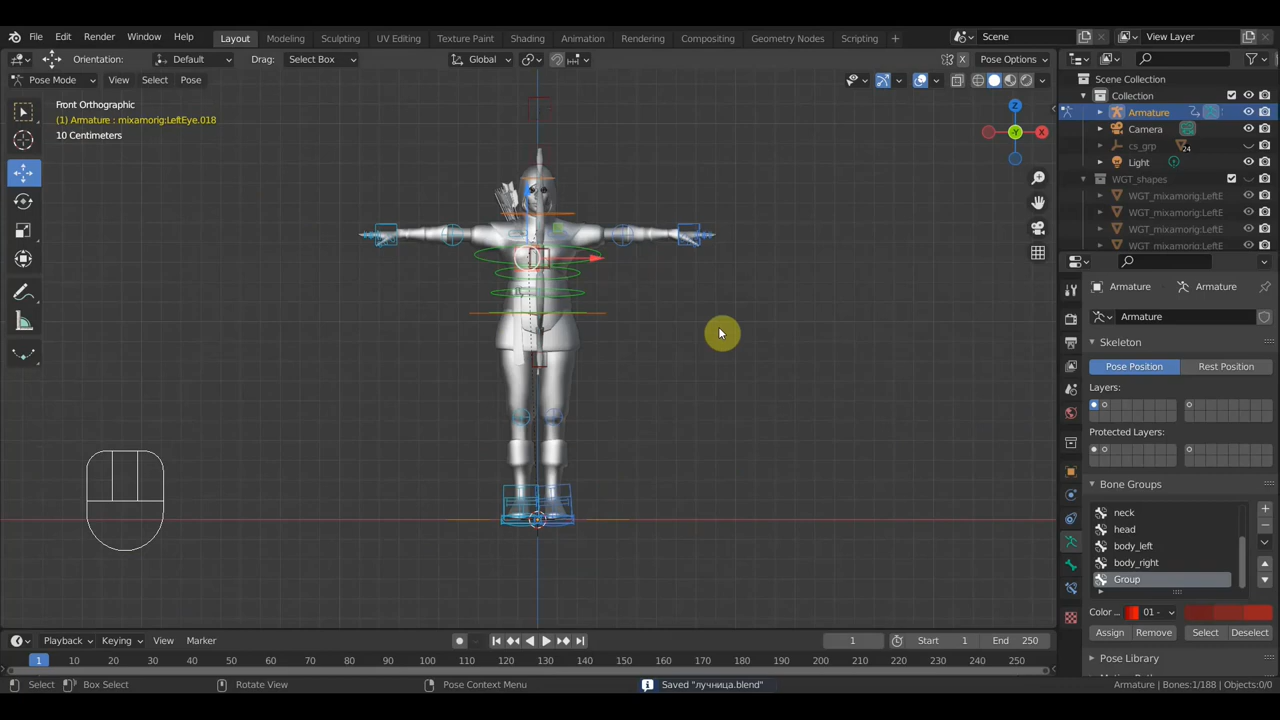 File Edit Render Window Help Layout Modeling Sculpting UV Editing Texture Paint Shading Animation Rendering Compositing Geometry Nodes Scripting + Scene View Layer
Orientation: Default Drag: Select Box Global Pose Options
Pose Mode View Select Pose
Scene Collection
Collection
Armature
Camera
cs_grp 24
Light
WGT_shapes
WGT_mixamorig:LeftE
WGT_mixamorig:LeftE
WGT_mixamorig:LeftE
WGT_mixamorig:LeftE
Front Orthographic
(1) Armature : mixamorig:LeftEye.018
10 Centimeters
Z
X
-Y
Armature Armature
Armature
Skeleton
Pose Position Rest Position
Layers:
Protected Layers:
Bone Groups
neck
head
body_left
body_right
Group
Color ... 01 -
Assign Remove Select Deselect
Pose Library
Playback Keying View Marker 1 Start 1 End 250
1 10 20 30 40 50 60 70 80 90 100 110 120 130 140 150 160 170 180 190 200 210 220 230 240 250
Select Box Select Rotate View Pose Context Menu Saved "лучница.blend" Armature | Bones:1/188 | Objects:0/0